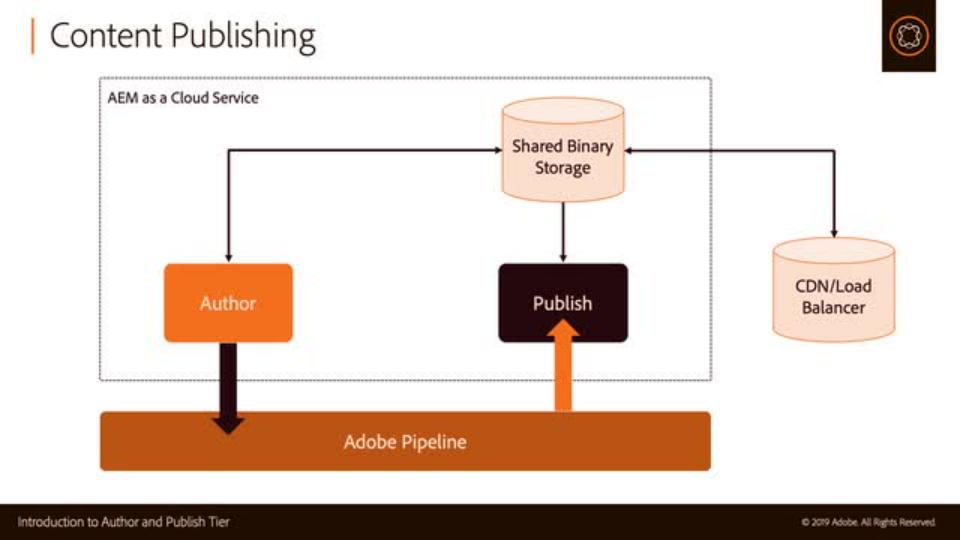 Content Publishing
AEM as a Cloud Service
Shared Binary
Storage
CDN/Load
Balancer
Author
Publish
Adobe Pipeline
Introduction to Author and Publish Tier
© 2019 Adobe. All Rights Reserved.